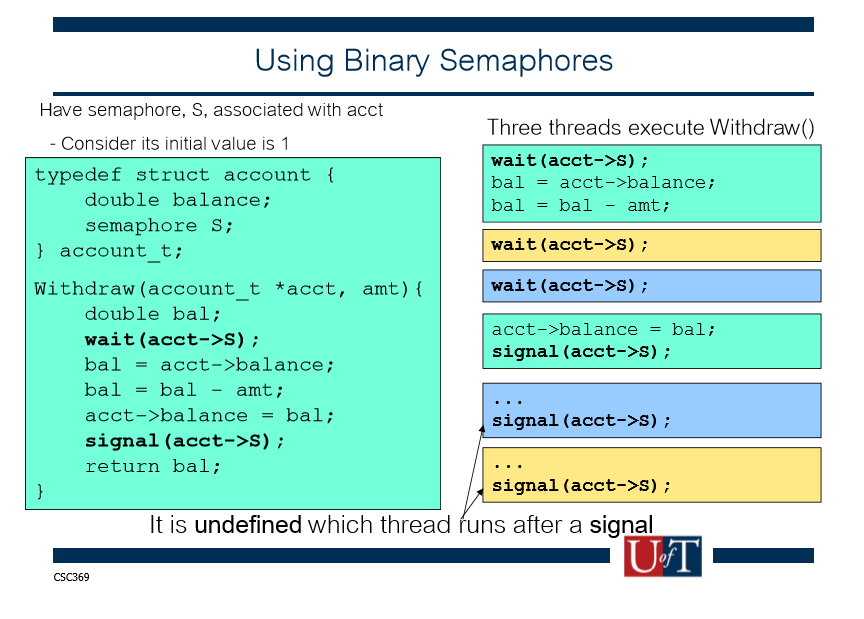 Using Binary Semaphores
Have semaphore, S, associated with acct
- Consider its initial value is 1
typedef struct account {
double balance;
semaphore S;
} account_t;
Withdraw(account_t *acct, amt){
double bal;
wait(acct->S);
bal = acct->balance;
bal = bal - amt;
acct->balance = bal;
signal(acct->S);
return bal;
}
Three threads execute Withdraw()
wait(acct->S);
bal = acct->balance;
bal = bal - amt;
wait(acct->S);
wait(acct->S);
acct->balance = bal;
signal(acct->S);
...
signal(acct->S);
...
signal(acct->S);
It is undefined which thread runs after a signal
U of T
CSC369